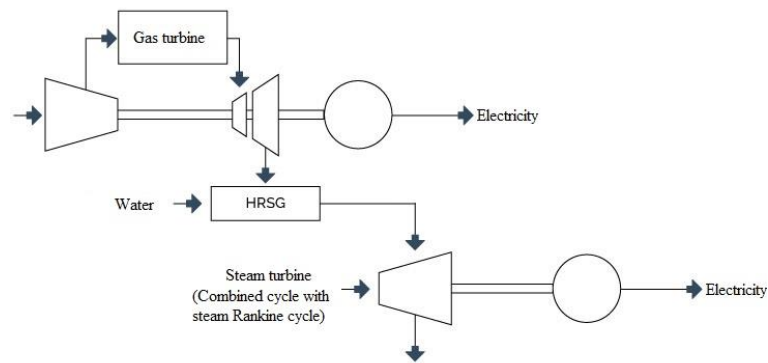 Gas turbine
Electricity
Water
HRSG
Steam turbine
(Combined cycle with
steam Rankine cycle)
Electricity